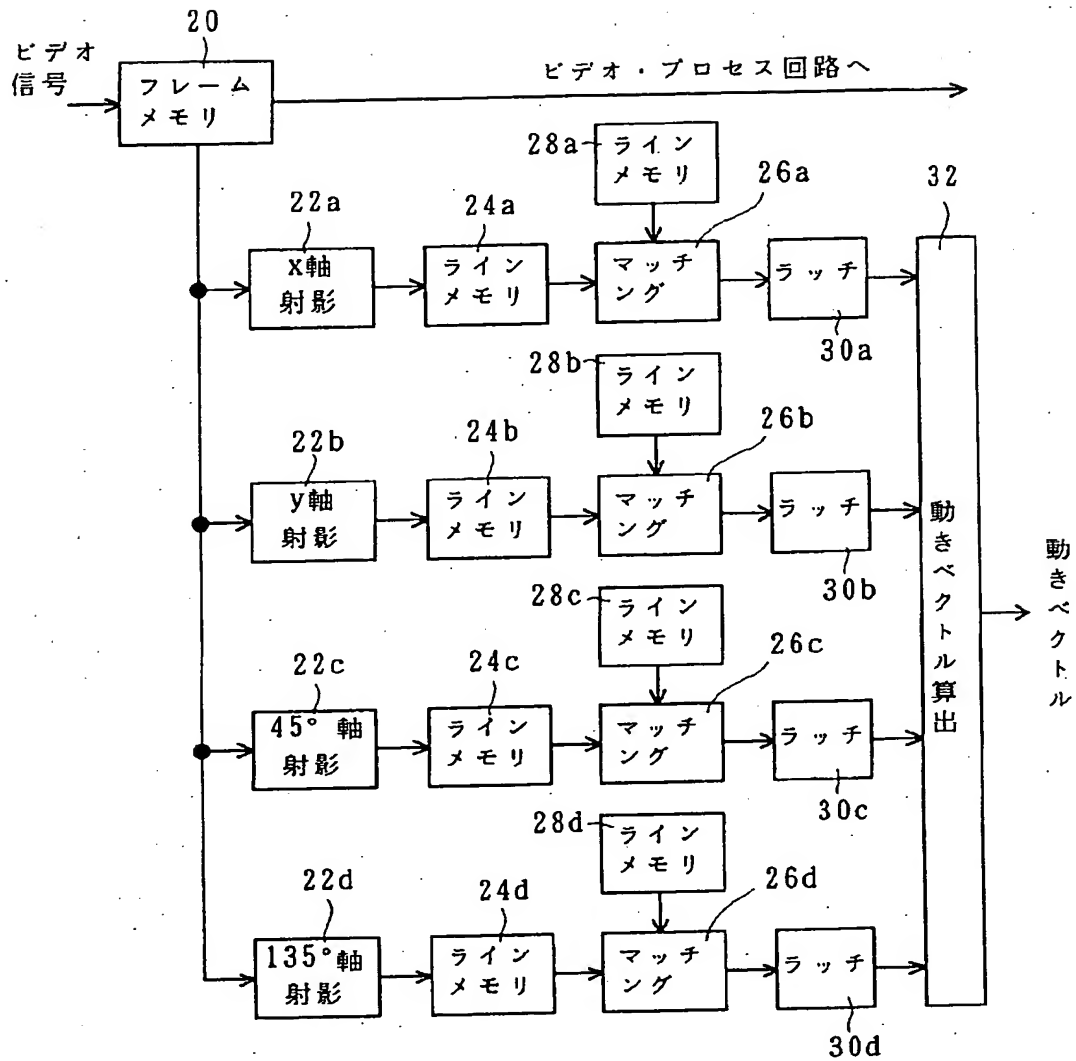 20
ビデオ
信号
フレーム
メモリ
ビデオ・プロセス回路へ
28a
ライン
メモリ
26a
32
22a
24a
x軸
射影
ライン
メモリ
マッチ
ング
ラッチ
30a
28b
ライン
メモリ
26b
22b
24b
y軸
射影
ライン
メモリ
マッチ
ング
ラッチ
30b
動きベクトル算出
動きベクトル
28c
ライン
メモリ
26c
22c
24c
45°軸
射影
ライン
メモリ
マッチ
ング
ラッチ
30c
28d
ライン
メモリ
26d
22d
24d
135°軸
射影
ライン
メモリ
マッチ
ング
ラッチ
30d